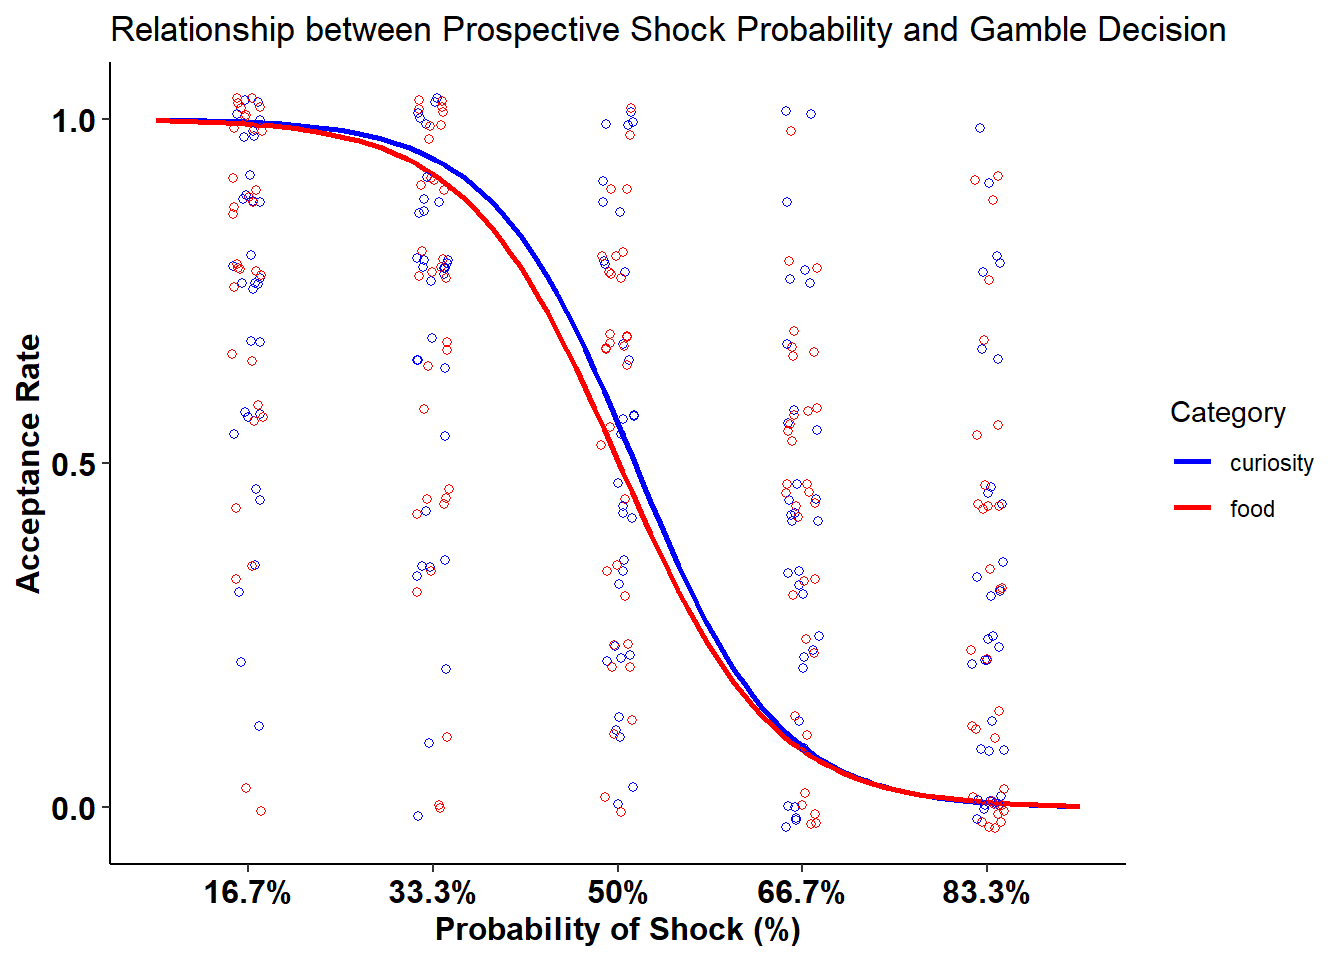 Relationship between Prospective Shock Probability and Gamble Decision
1.0
0.5
0.0
Acceptance Rate
16.7%
33.3%
50%
66.7%
83.3%
Probability of Shock (%)
Category
curiosity
food